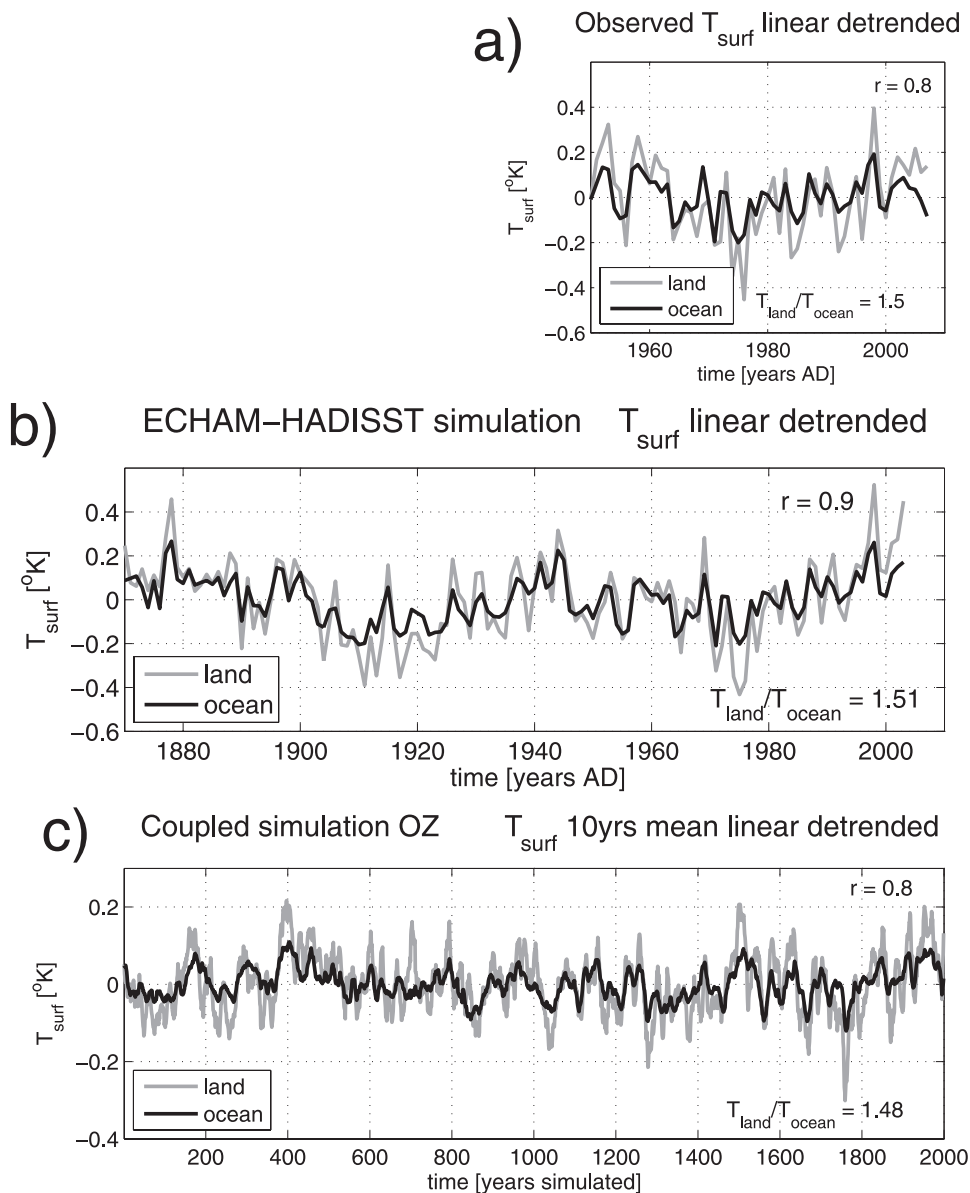 a)
Observed T_surf linear detrended
r = 0.8
0.4
0.2
0
−0.2
−0.4
−0.6
T_surf [°K]
land
ocean
T_land/T_ocean = 1.5
1960 1980 2000
time [years AD]
b)
ECHAM−HADISST simulation T_surf linear detrended
r = 0.9
0.4
0.2
0
−0.2
−0.4
−0.6
T_surf [°K]
land
ocean
T_land/T_ocean = 1.51
1880 1900 1920 1940 1960 1980 2000
time [years AD]
c)
Coupled simulation OZ T_surf 10yrs mean linear detrended
r = 0.8
0.2
0
−0.2
−0.4
T_surf [°K]
land
ocean
T_land/T_ocean = 1.48
200 400 600 800 1000 1200 1400 1600 1800 2000
time [years simulated]